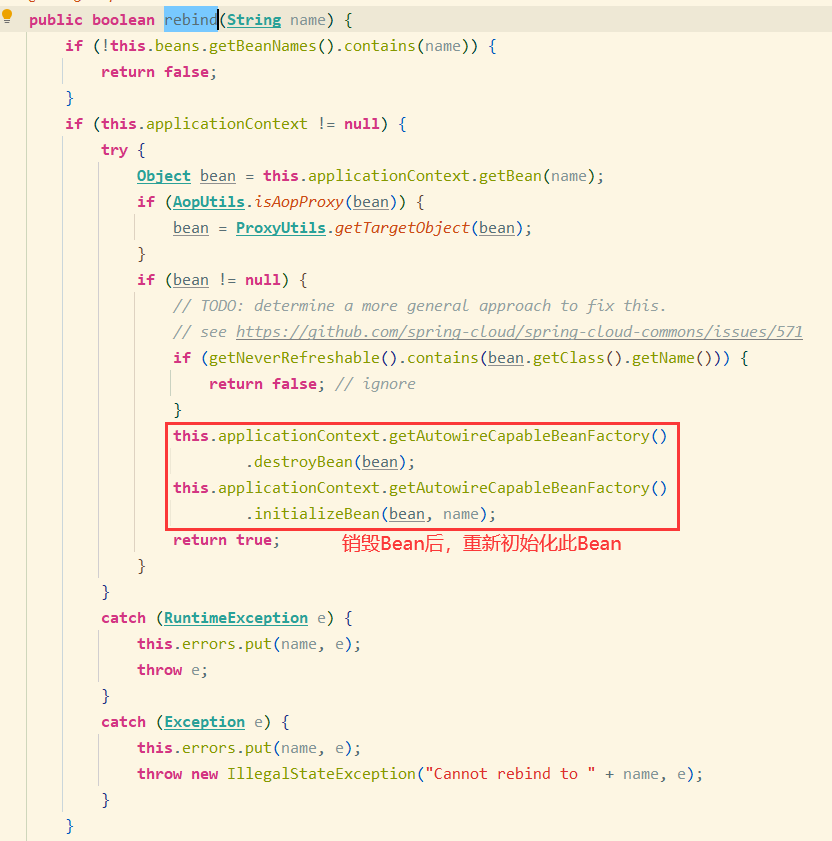 public boolean rebind(String name) {
if (!this.beans.getBeanNames().contains(name)) {
return false;
}
if (this.applicationContext != null) {
try {
Object bean = this.applicationContext.getBean(name);
if (AopUtils.isAopProxy(bean)) {
bean = ProxyUtils.getTargetObject(bean);
}
if (bean != null) {
// TODO: determine a more general approach to fix this.
// see https://github.com/spring-cloud/spring-cloud-commons/issues/571
if (getNeverRefreshable().contains(bean.getClass().getName())) {
return false; // ignore
}
this.applicationContext.getAutowireCapableBeanFactory()
.destroyBean(bean);
this.applicationContext.getAutowireCapableBeanFactory()
.initializeBean(bean, name);
return true; 销毁Bean后，重新初始化此Bean
}
}
catch (RuntimeException e) {
this.errors.put(name, e);
throw e;
}
catch (Exception e) {
this.errors.put(name, e);
throw new IllegalStateException("Cannot rebind to " + name, e);
}
}